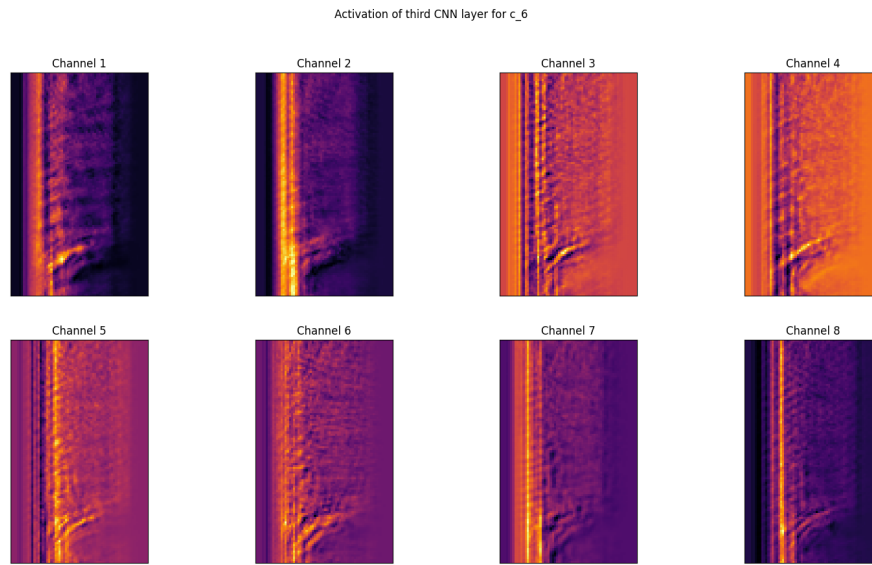 Activation of third CNN layer for c_6
Channel 1
Channel 2
Channel 3
Channel 4
Channel 5
Channel 6
Channel 7
Channel 8